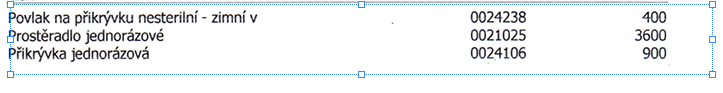 Povlak na přikrývku nesterilní - zimní v 0024238 400
Prostěradlo jednorázové 0021025 3600
Přikrývka jednorázová 0024106 900